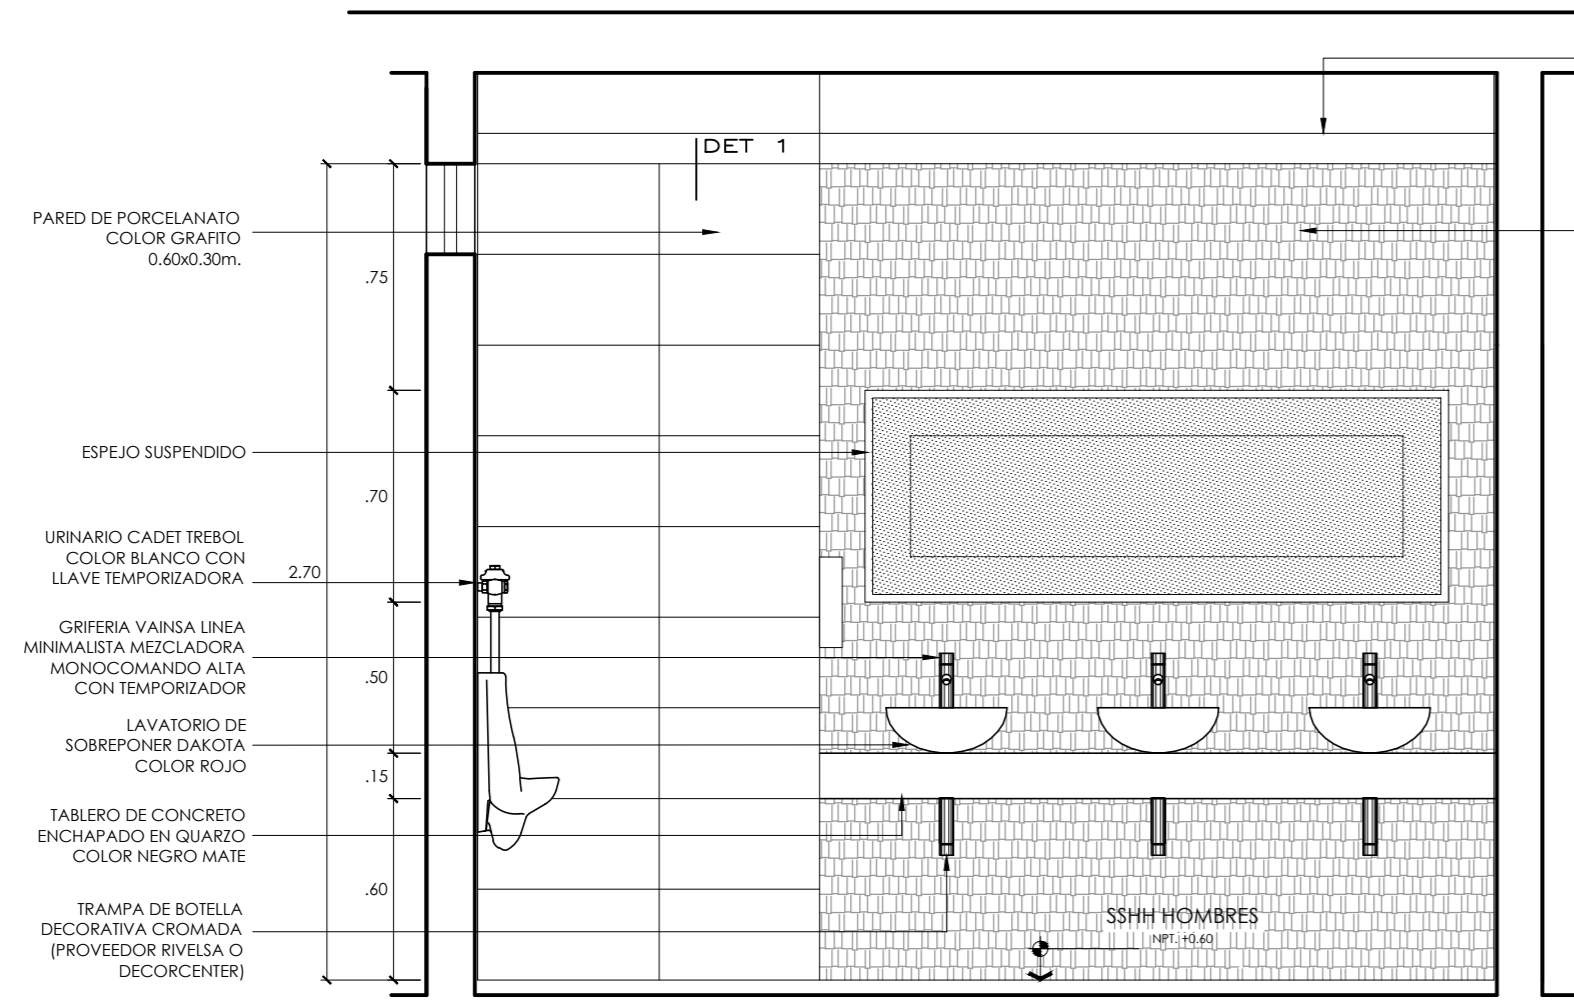 DET 1
PARED DE PORCELANATO
COLOR GRAFITO
0.60x0.30m.
.75
ESPEJO SUSPENDIDO
.70
URINARIO CADET TREBOL
COLOR BLANCO CON
LLAVE TEMPORIZADORA
2.70
GRIFERIA VAINSA LINEA
MINIMALISTA MEZCLADORA
MONOCOMANDO ALTA
CON TEMPORIZADOR
.50
LAVATORIO DE
SOBREPONER DAKOTA
COLOR ROJO
.15
TABLERO DE CONCRETO
ENCHAPADO EN QUARZO
COLOR NEGRO MATE
.60
TRAMPA DE BOTELLA
DECORATIVA CROMADA
(PROVEEDOR RIVELSA O
DECORCENTER)
SSHH HOMBRES
NPT. +0.60